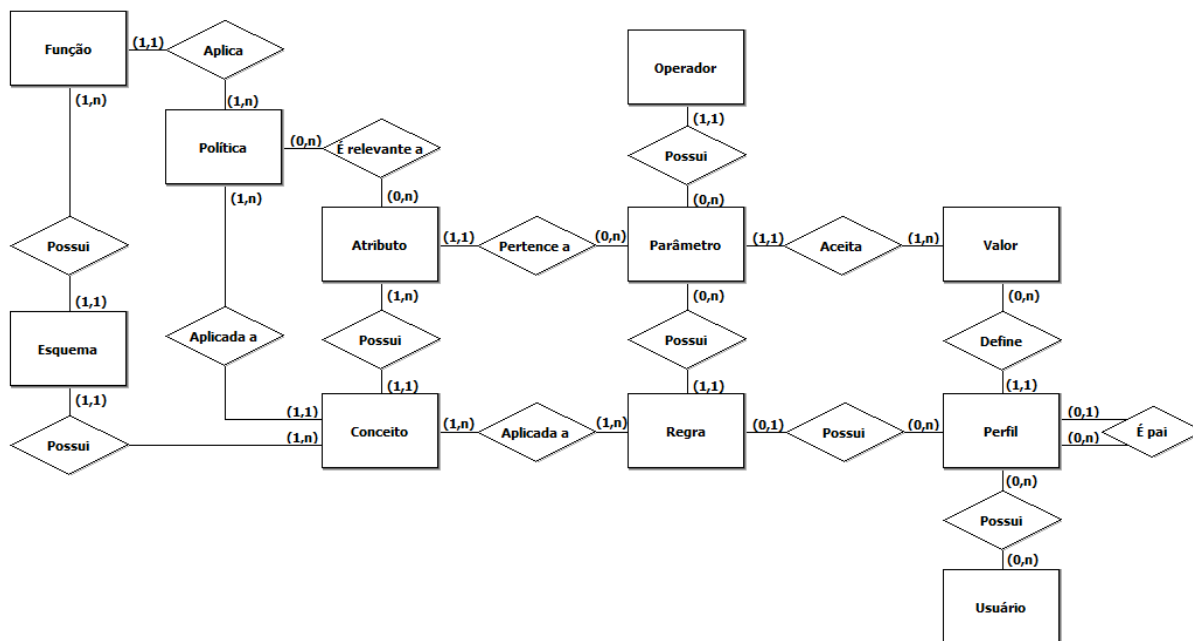 Função
(1,1)
Aplica
(1,n)
(1,n)
Operador
(1,1)
Política
(0,n)
É relevante a
Possui
(1,n)
(0,n)
(0,n)
Possui
Atributo
(1,1)
Pertence a
(0,n)
Parâmetro
(1,1)
Aceita
(1,n)
Valor
(1,1)
(1,n)
(0,n)
(0,n)
Esquema
Aplicada a
Possui
Possui
Define
(1,1)
(1,1)
(1,1)
(1,1)
(1,1)
(0,1)
Possui
(1,n)
Conceito
(1,n)
Aplicada a
(1,n)
Regra
(0,1)
Possui
(0,n)
Perfil
(0,n)
É pai
(0,n)
Possui
(0,n)
Usuário